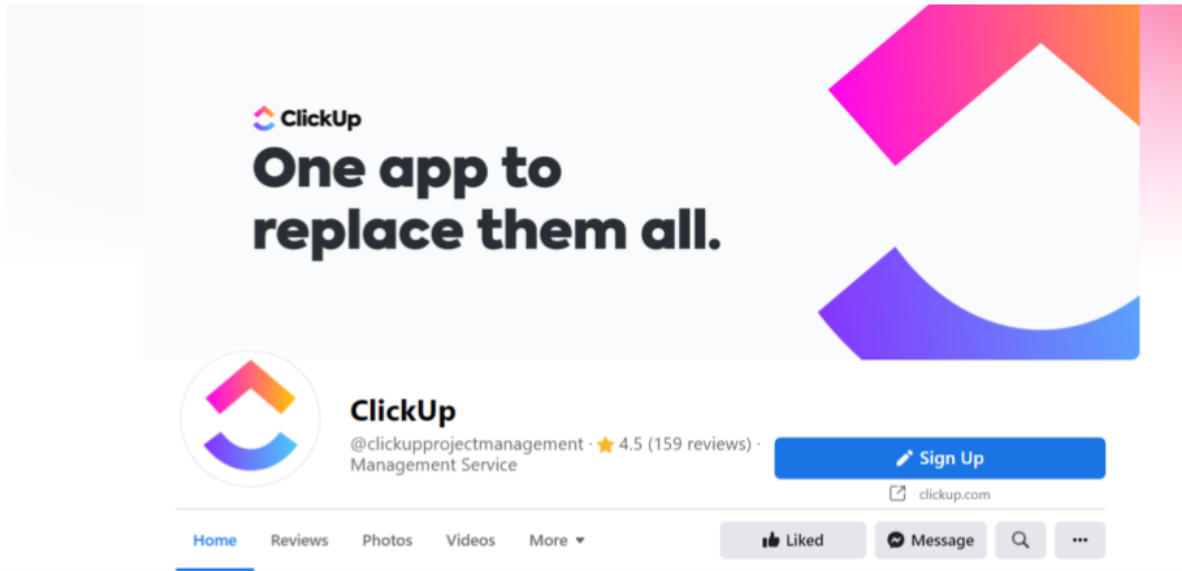 ClickUp
One app to
replace them all.
ClickUp
@clickupprojectmanagement · 4.5 (159 reviews) ·
Management Service
Sign Up
clickup.com
Home Reviews Photos Videos More
Liked Message